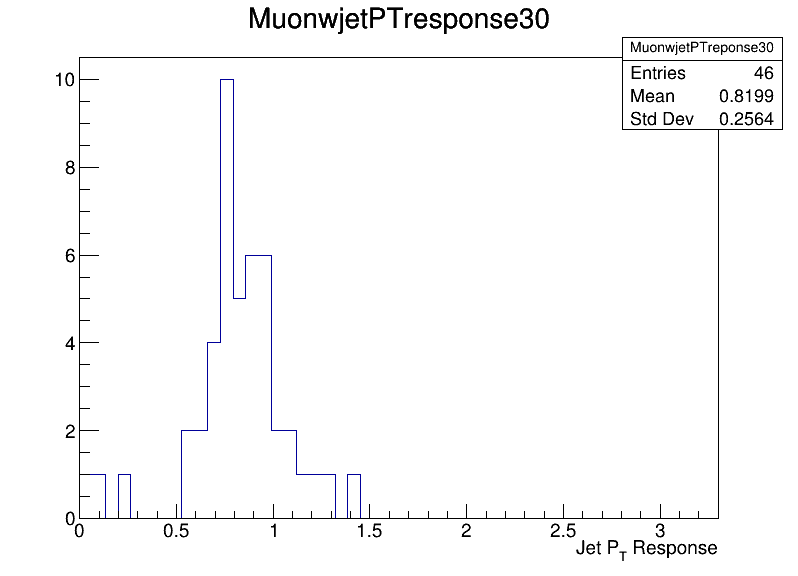 MuonwjetPTresponse30
MuonwjetPTreponse30
Entries 46
Mean 0.8199
Std Dev 0.2564
10
8
6
4
2
0
0 0.5 1 1.5 2 2.5 3
Jet PT Response